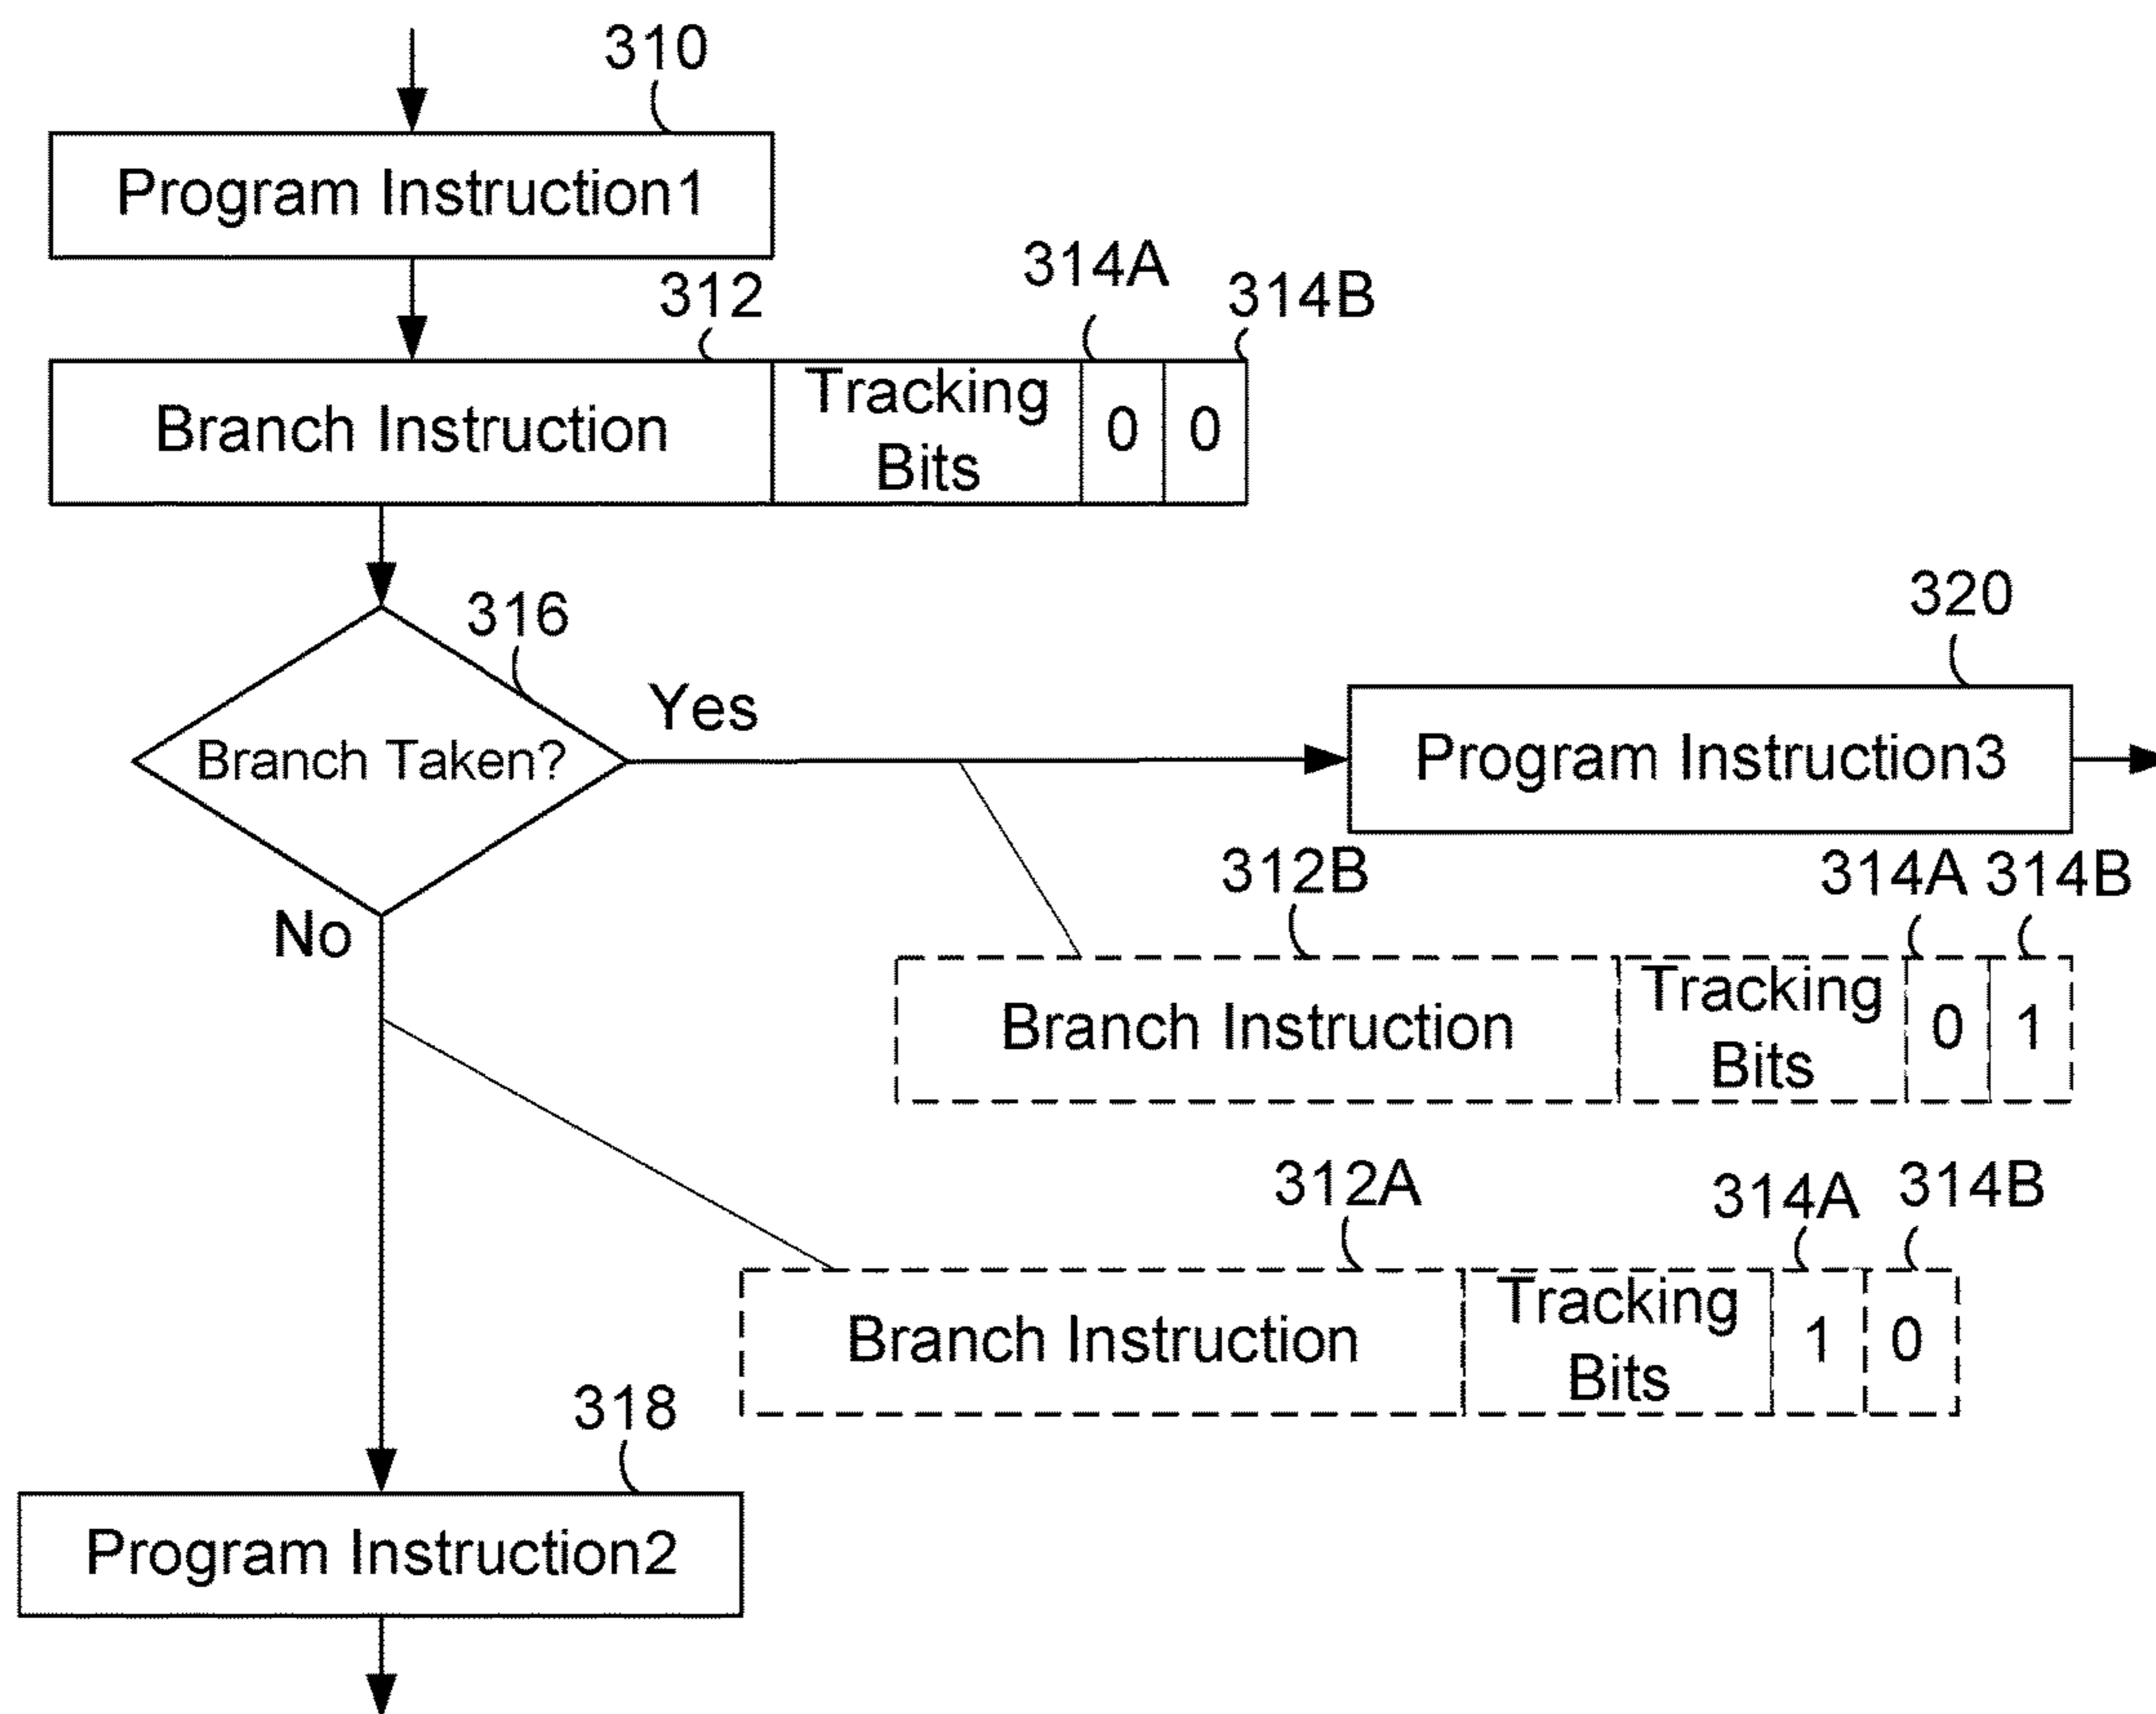 310
Program Instruction1
312
314A
314B
Branch Instruction
Tracking
Bits
0
0
316
Branch Taken?
Yes
No
320
Program Instruction3
312B
314A
314B
Branch Instruction
Tracking
Bits
0
1
312A
314A
314B
Branch Instruction
Tracking
Bits
1
0
318
Program Instruction2